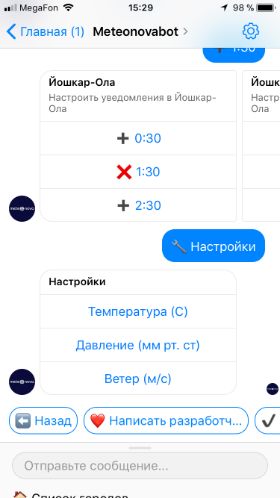 MegaFon 15:29 98 %
Главная (1) Meteonovabot
1:30
Йошкар-Ола
Настроить уведомления в Йошкар-
Ола
0:30
1:30
2:30
Настройки
Настройки
Температура (C)
Давление (мм рт. ст)
Ветер (м/с)
Назад
Написать разработч...
Отправьте сообщение...
Список городов